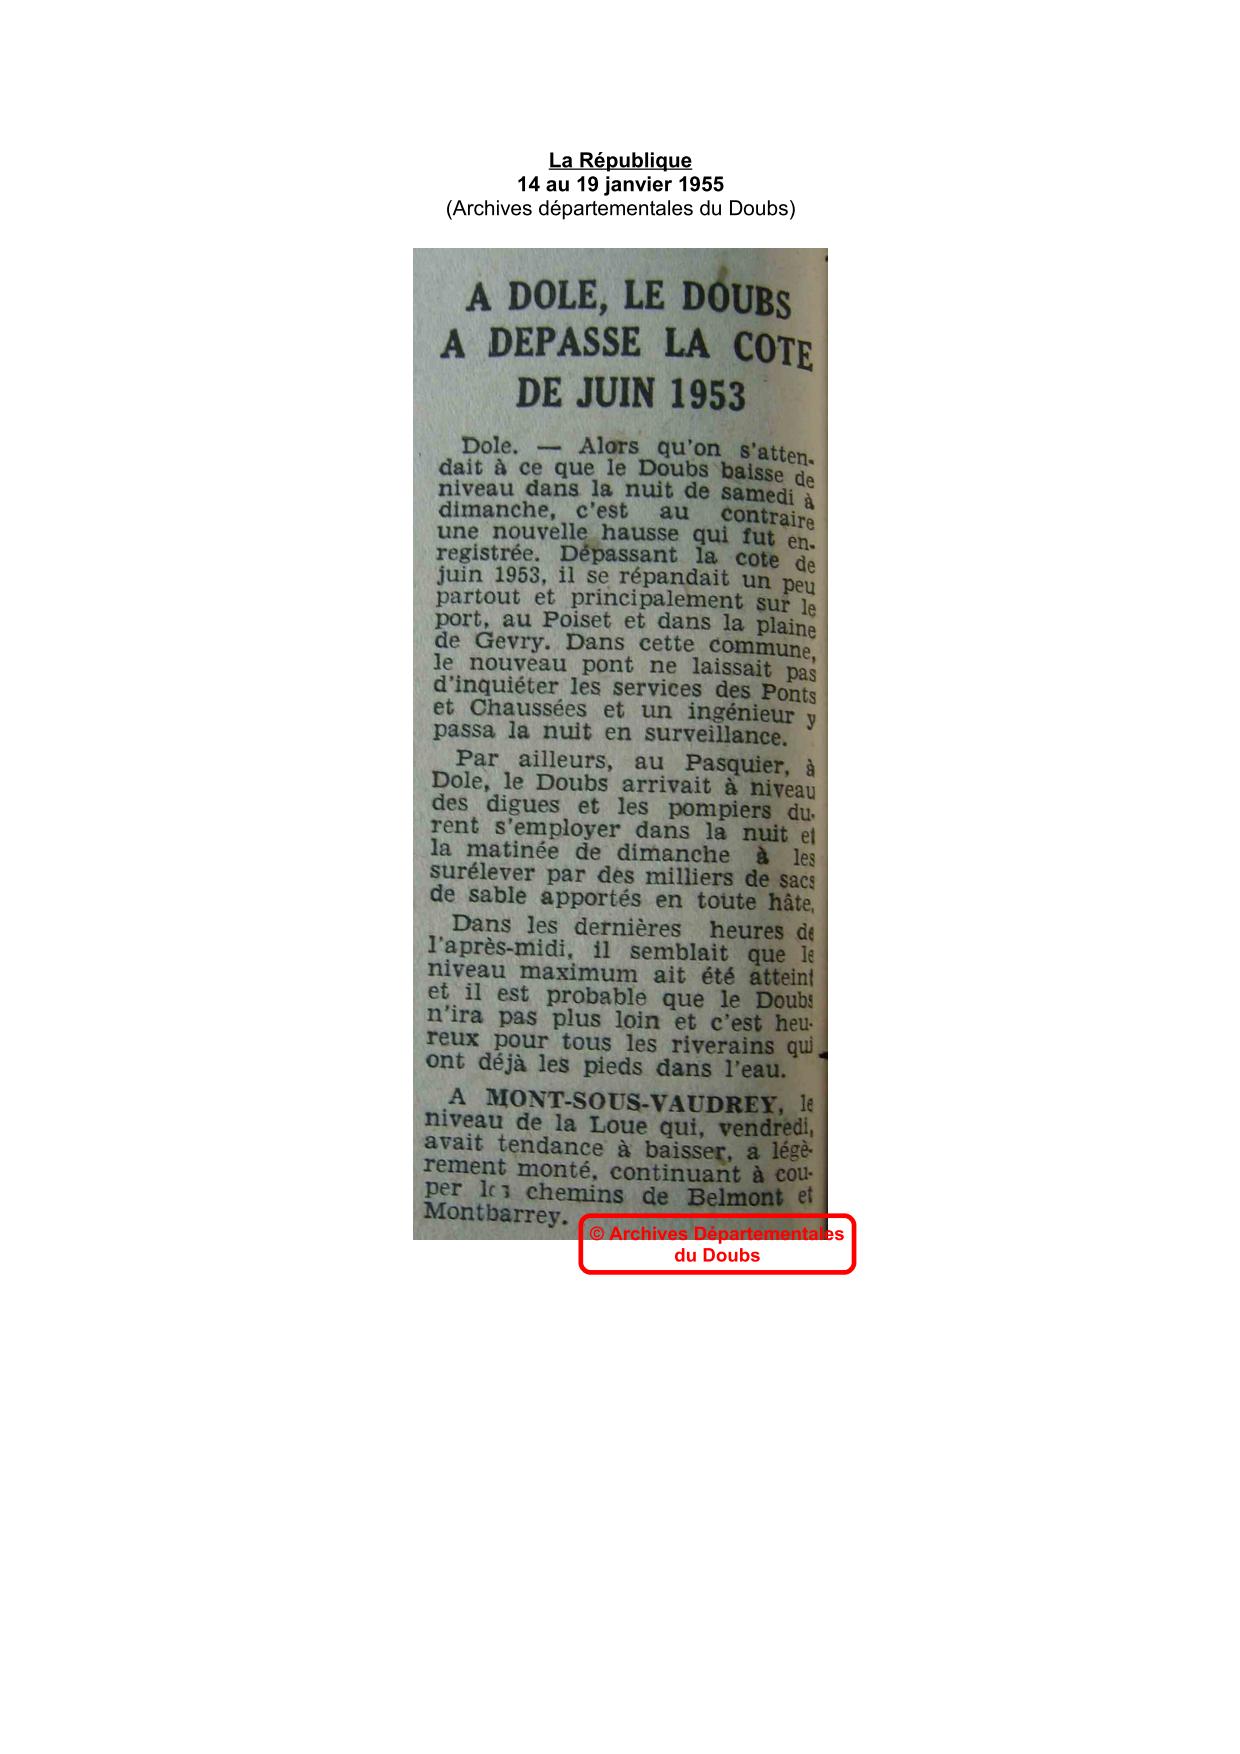 La République
14 au 19 janvier 1955
(Archives départementales du Doubs)
A DOLE, LE DOUBS
A DEPASSE LA COTE
DE JUIN 1953
Dole. — Alors qu'on s'atten-
dait à ce que le Doubs baisse de
niveau dans la nuit de samedi à
dimanche, c'est au contraire
une nouvelle hausse qui fut en-
registrée. Dépassant la cote de
juin 1953, il se répandait un peu
partout et principalement sur le
port, au Poiset et dans la plaine
de Gevry. Dans cette commune,
le nouveau pont ne laissait pas
d'inquiéter les services des Ponts
et Chaussées et un ingénieur y
passa la nuit en surveillance.
Par ailleurs, au Pasquier, à
Dole, le Doubs arrivait à niveau
des digues et les pompiers du-
rent s'employer dans la nuit et
la matinée de dimanche à les
surélever par des milliers de sacs
de sable apportés en toute hâte.
Dans les dernières heures de
l'après-midi, il semblait que le
niveau maximum ait été atteint
et il est probable que le Doubs
n'ira pas plus loin et c'est heu-
reux pour tous les riverains qui
ont déjà les pieds dans l'eau.
A MONT-SOUS-VAUDREY, le
niveau de la Loue qui, vendredi,
avait tendance à baisser, a légè-
rement monté, continuant à cou-
per les chemins de Belmont et
Montbarrey.
© Archives Départementales
du Doubs